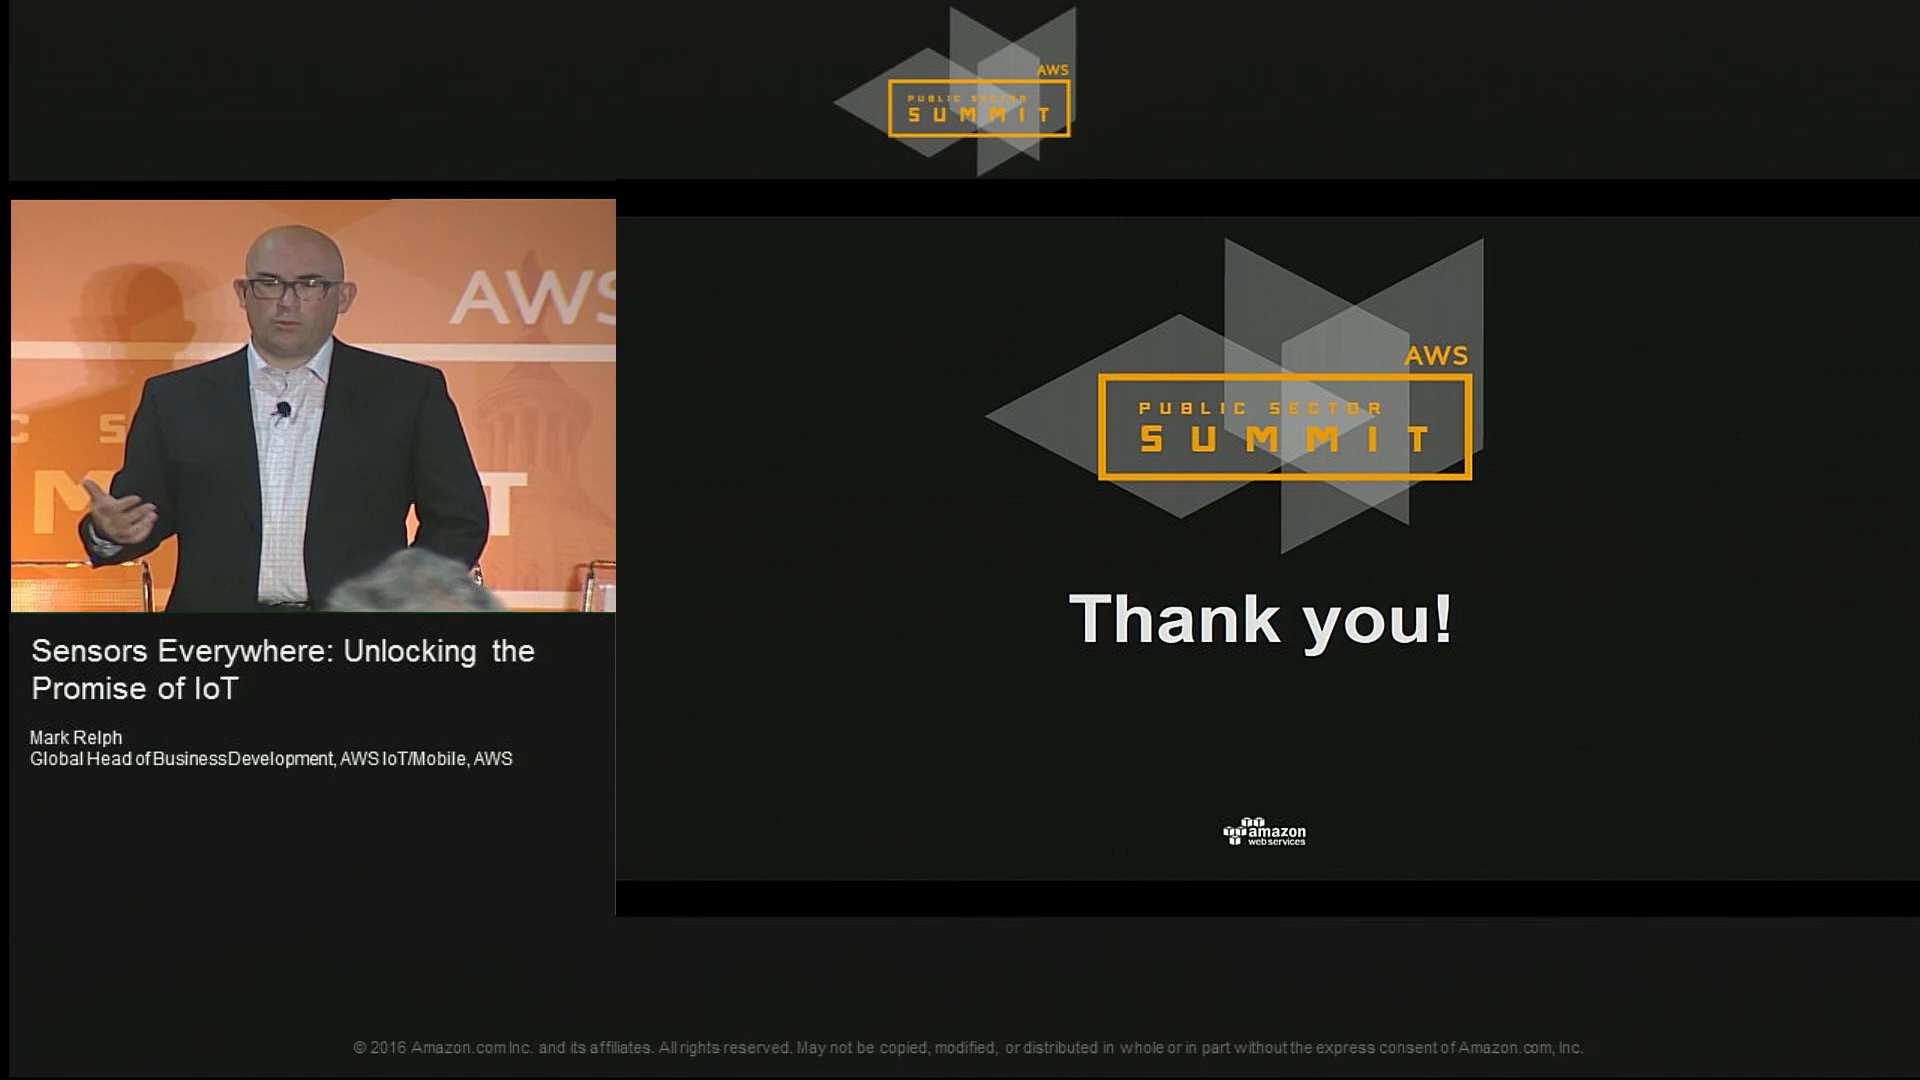 AWS
PUBLIC SECTOR
SUMMIT
AWS
Sensors Everywhere: Unlocking the
Promise of IoT
Mark Relph
Global Head of Business Development, AWS IoT/Mobile, AWS
AWS
PUBLIC SECTOR
SUMMIT
Thank you!
amazon
web services
© 2016 Amazon.com Inc. and its affiliates. All rights reserved. May not be copied, modified, or distributed in whole or in part without the express consent of Amazon.com, Inc.